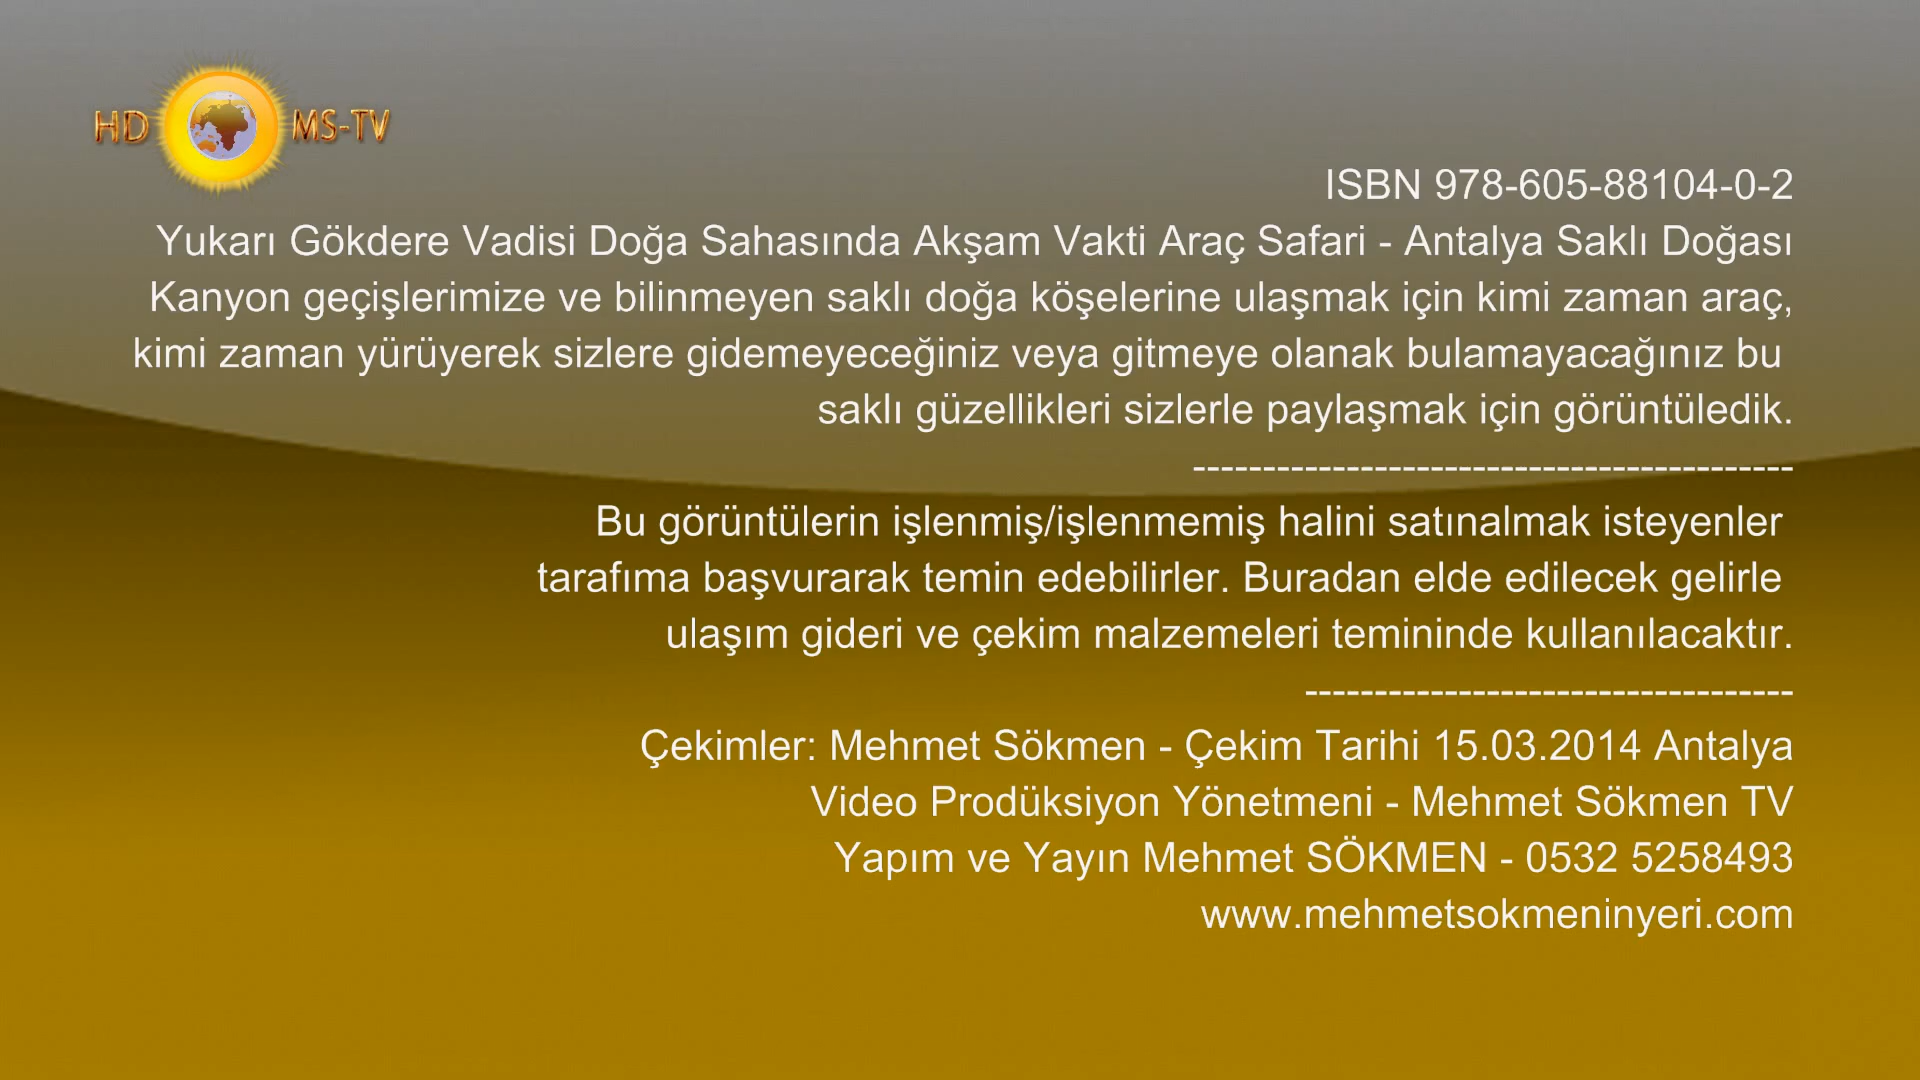 HD MS-TV
ISBN 978-605-88104-0-2
Yukarı Gökdere Vadisi Doğa Sahasında Akşam Vakti Araç Safari - Antalya Saklı Doğası
Kanyon geçişlerimize ve bilinmeyen saklı doğa köşelerine ulaşmak için kimi zaman araç,
kimi zaman yürüyerek sizlere gidemeyeceğiniz veya gitmeye olanak bulamayacağınız bu
saklı güzellikleri sizlerle paylaşmak için görüntüledik.
-------------------------------------------
Bu görüntülerin işlenmiş/işlenmemiş halini satınalmak isteyenler
tarafıma başvurarak temin edebilirler. Buradan elde edilecek gelirle
ulaşım gideri ve çekim malzemeleri temininde kullanılacaktır.
-----------------------------------
Çekimler: Mehmet Sökmen - Çekim Tarihi 15.03.2014 Antalya
Video Prodüksiyon Yönetmeni - Mehmet Sökmen TV
Yapım ve Yayın Mehmet SÖKMEN - 0532 5258493
www.mehmetsokmeninyeri.com